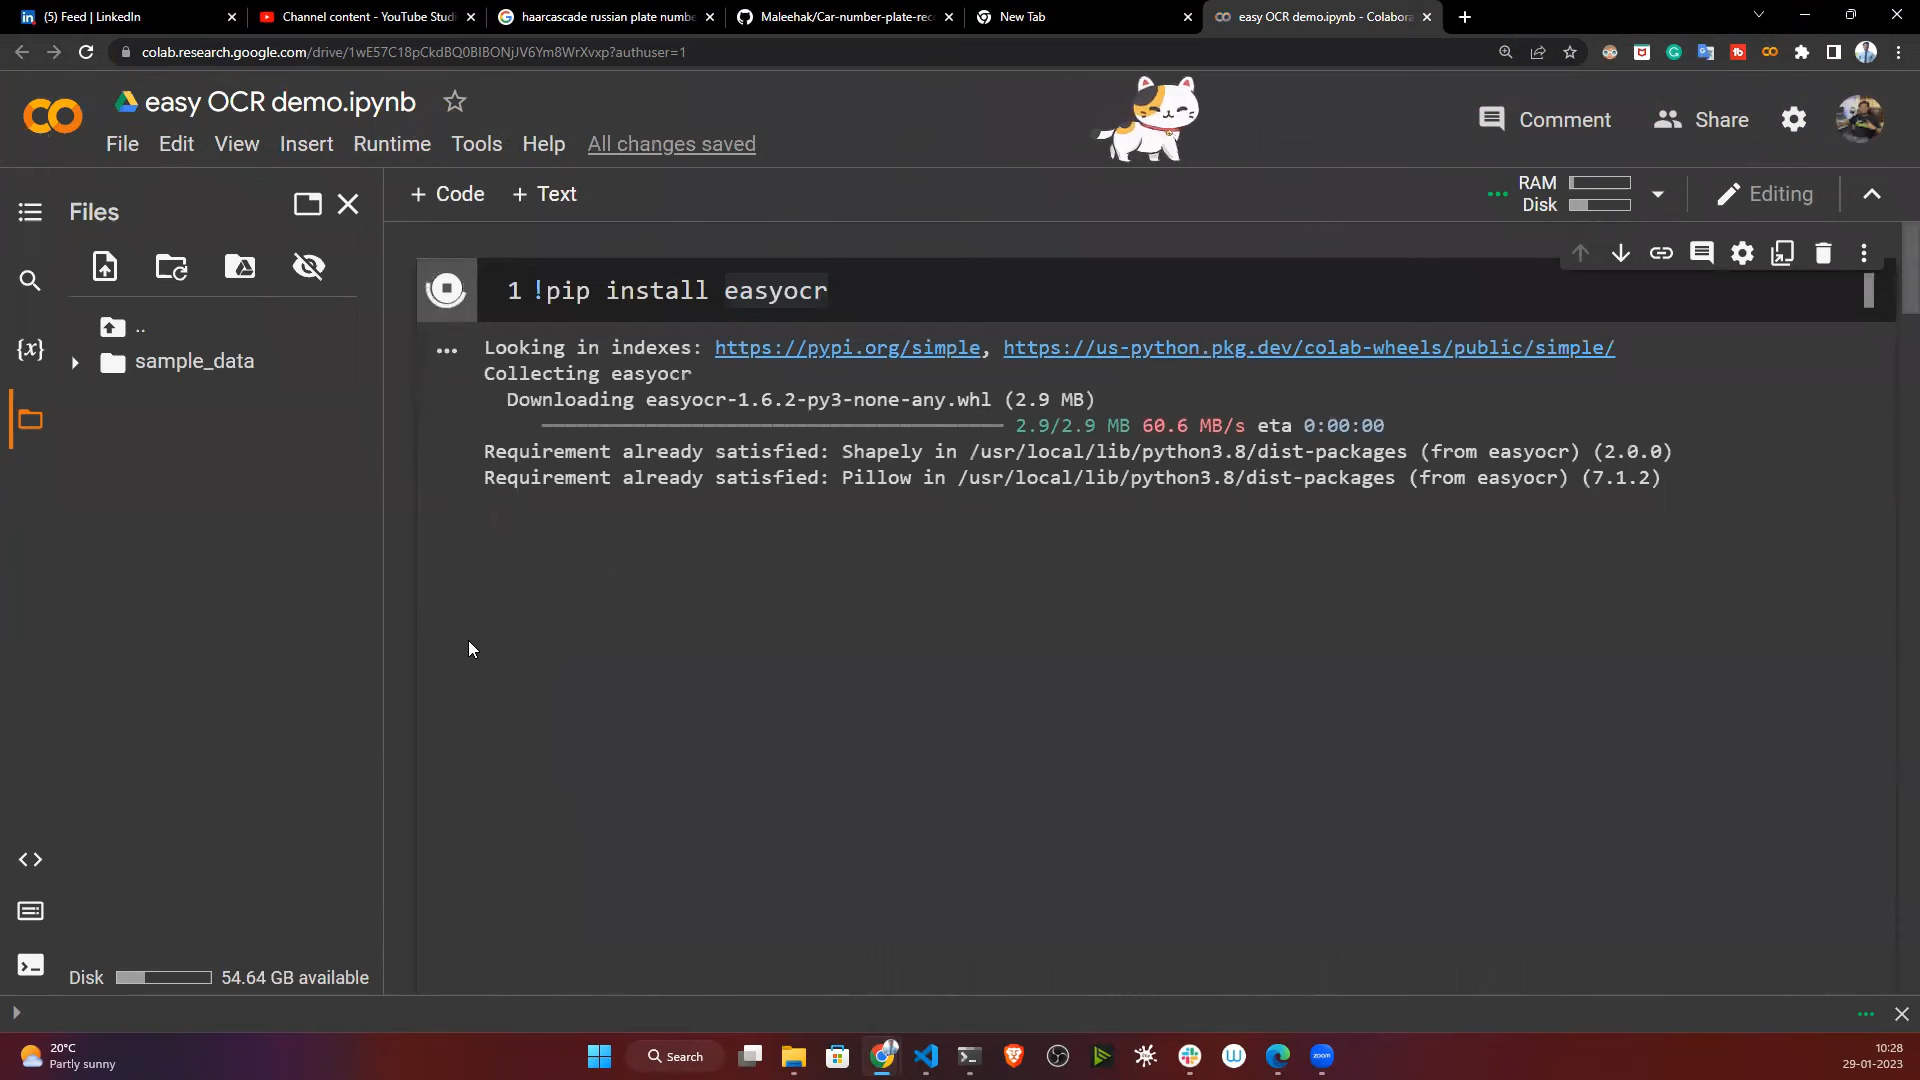 (5) Feed | LinkedIn
Channel content - YouTube Studi
haarcascade russian plate numbe
Maleehak/Car-number-plate-rec
New Tab
easy OCR demo.ipynb - Colabora
colab.research.google.com/drive/1wE57C18pCkdBQ0BIBONjJV6Ym8WrXvxp?authuser=1
easy OCR demo.ipynb
Comment
Share
File Edit View Insert Runtime Tools Help All changes saved
Files
+ Code + Text
RAM
Disk
Editing
1 !pip install easyocr
..
sample_data
{x}
Looking in indexes: https://pypi.org/simple, https://us-python.pkg.dev/colab-wheels/public/simple/
Collecting easyocr
Downloading easyocr-1.6.2-py3-none-any.whl (2.9 MB)
2.9/2.9 MB 60.6 MB/s eta 0:00:00
Requirement already satisfied: Shapely in /usr/local/lib/python3.8/dist-packages (from easyocr) (2.0.0)
Requirement already satisfied: Pillow in /usr/local/lib/python3.8/dist-packages (from easyocr) (7.1.2)
Disk 54.64 GB available
20°C
Partly sunny
Search
zoom
10:28
29-01-2023